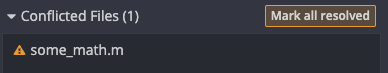 Conflicted Files (1)
Mark all resolved
some_math.m